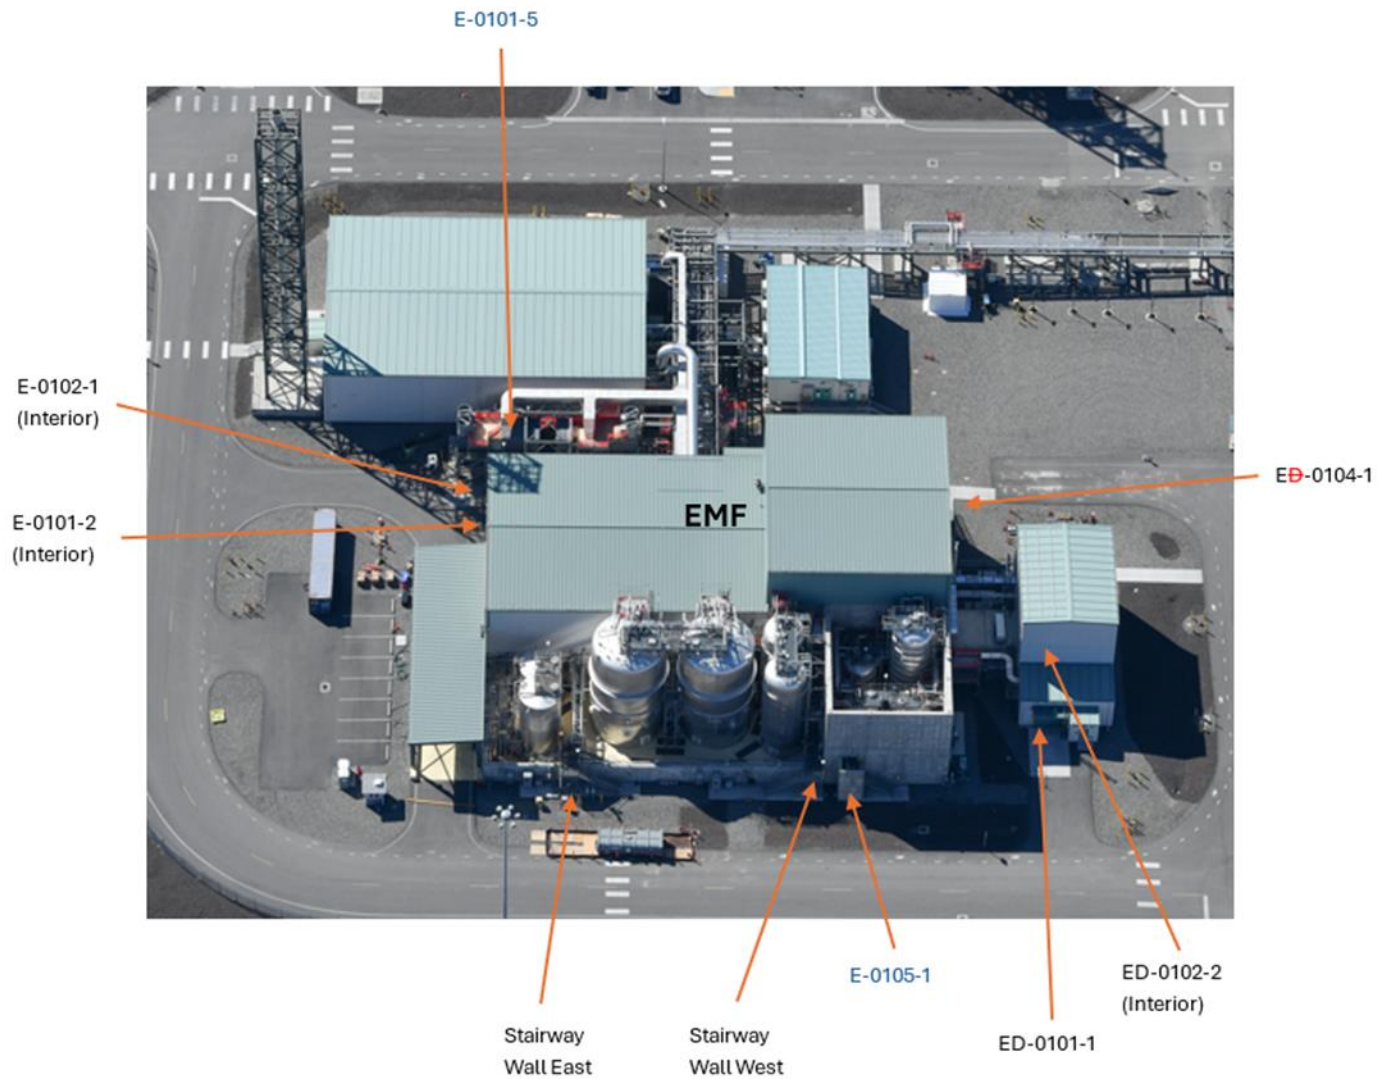 E-0101-5
E-0102-1
(Interior)
E-0101-2
(Interior)
EMF
ED-0104-1
E-0105-1
ED-0102-2
(Interior)
ED-0101-1
Stairway
Wall East
Stairway
Wall West